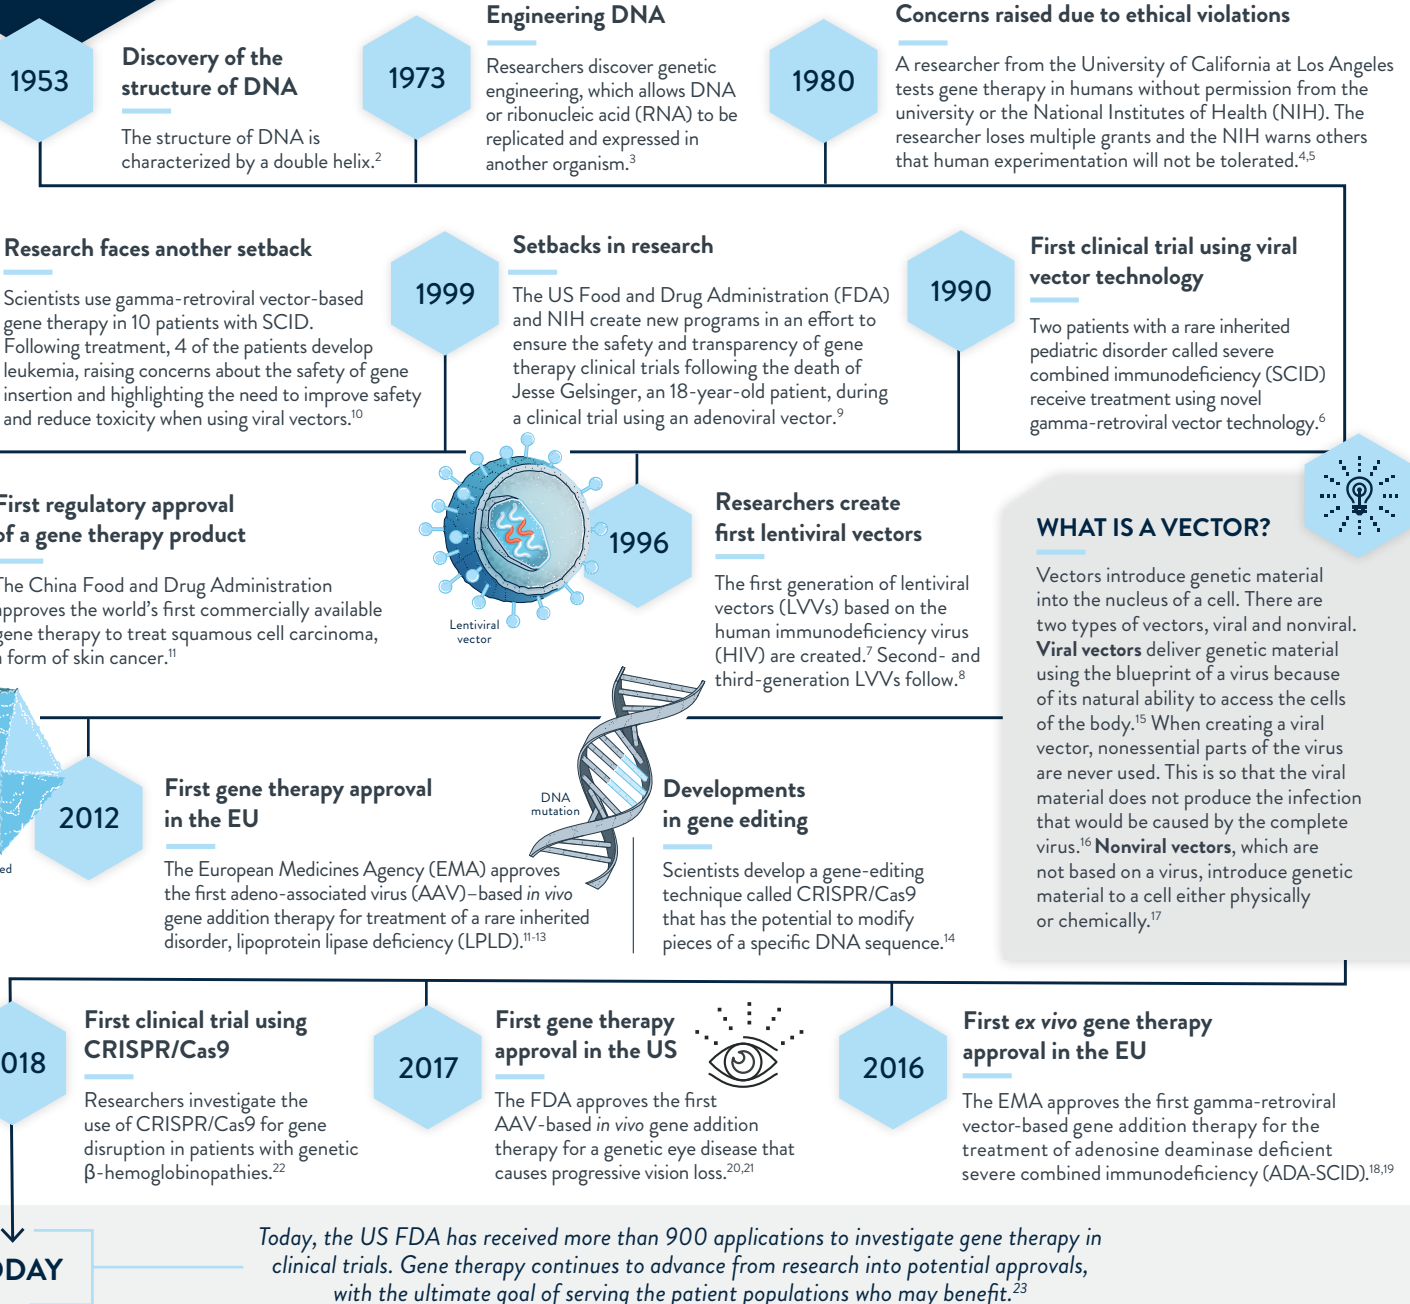 1953
Discovery of the
structure of DNA
The structure of DNA is
characterized by a double helix.2
1973
Engineering DNA
Researchers discover genetic
engineering, which allows DNA
or ribonucleic acid (RNA) to be
replicated and expressed in
another organism.3
1980
Concerns raised due to ethical violations
A researcher from the University of California at Los Angeles
tests gene therapy in humans without permission from the
university or the National Institutes of Health (NIH). The
researcher loses multiple grants and the NIH warns others
that human experimentation will not be tolerated.4,5
Research faces another setback
Scientists use gamma-retroviral vector-based
gene therapy in 10 patients with SCID.
Following treatment, 4 of the patients develop
leukemia, raising concerns about the safety of gene
insertion and highlighting the need to improve safety
and reduce toxicity when using viral vectors.10
1999
Setbacks in research
The US Food and Drug Administration (FDA)
and NIH create new programs in an effort to
ensure the safety and transparency of gene
therapy clinical trials following the death of
Jesse Gelsinger, an 18-year-old patient, during
a clinical trial using an adenoviral vector.9
1990
First clinical trial using viral
vector technology
Two patients with a rare inherited
pediatric disorder called severe
combined immunodeficiency (SCID)
receive treatment using novel
gamma-retroviral vector technology.6
First regulatory approval
of a gene therapy product
The China Food and Drug Administration
approves the world's first commercially available
gene therapy to treat squamous cell carcinoma,
a form of skin cancer.11
Lentiviral
vector
1996
Researchers create
first lentiviral vectors
The first generation of lentiviral
vectors (LVVs) based on the
human immunodeficiency virus
(HIV) are created.7 Second- and
third-generation LVVs follow.8
WHAT IS A VECTOR?
Vectors introduce genetic material
into the nucleus of a cell. There are
two types of vectors, viral and nonviral.
Viral vectors deliver genetic material
using the blueprint of a virus because
of its natural ability to access the cells
of the body.15 When creating a viral
vector, nonessential parts of the virus
are never used. This is so that the viral
material does not produce the infection
that would be caused by the complete
virus.16 Nonviral vectors, which are
not based on a virus, introduce genetic
material to a cell either physically
or chemically.17
ed
2012
First gene therapy approval
in the EU
The European Medicines Agency (EMA) approves
the first adeno-associated virus (AAV)–based in vivo
gene addition therapy for treatment of a rare inherited
disorder, lipoprotein lipase deficiency (LPLD).11-13
DNA
mutation
Developments
in gene editing
Scientists develop a gene-editing
technique called CRISPR/Cas9
that has the potential to modify
pieces of a specific DNA sequence.14
018
First clinical trial using
CRISPR/Cas9
Researchers investigate the
use of CRISPR/Cas9 for gene
disruption in patients with genetic
β-hemoglobinopathies.22
2017
First gene therapy
approval in the US
The FDA approves the first
AAV-based in vivo gene addition
therapy for a genetic eye disease that
causes progressive vision loss.20,21
2016
First ex vivo gene therapy
approval in the EU
The EMA approves the first gamma-retroviral
vector-based gene addition therapy for the
treatment of adenosine deaminase deficient
severe combined immunodeficiency (ADA-SCID).18,19
ODAY
Today, the US FDA has received more than 900 applications to investigate gene therapy in
clinical trials. Gene therapy continues to advance from research into potential approvals,
with the ultimate goal of serving the patient populations who may benefit.23